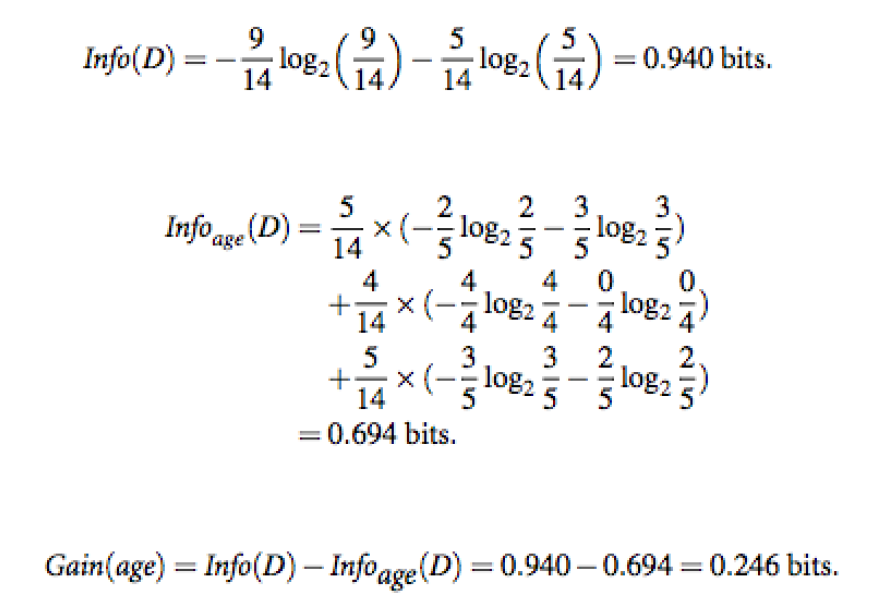 Info(D) = −9/14 log₂(9/14) − 5/14 log₂(5/14) = 0.940 bits.
Info_age(D) = 5/14 × (−2/5 log₂ 2/5 − 3/5 log₂ 3/5)
+4/14 × (−4/4 log₂ 4/4 − 0/4 log₂ 0/4)
+5/14 × (−3/5 log₂ 3/5 − 2/5 log₂ 2/5)
= 0.694 bits.
Gain(age) = Info(D) − Info_age(D) = 0.940 − 0.694 = 0.246 bits.